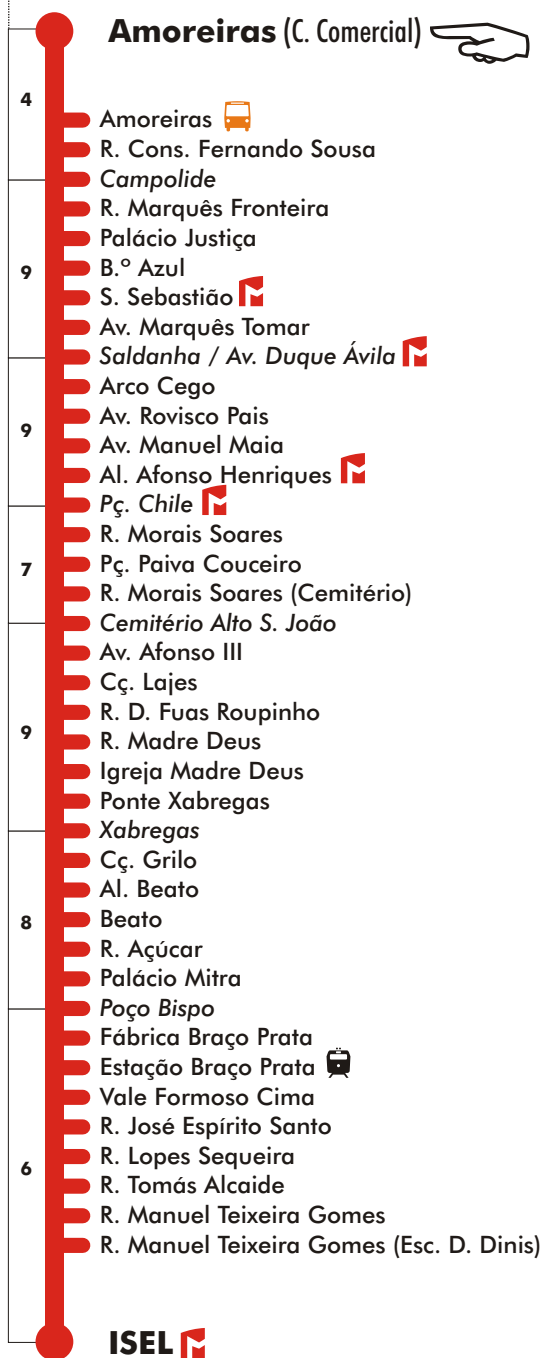 Amoreiras (C. Comercial)
4
Amoreiras
R. Cons. Fernando Sousa
Campolide
R. Marquês Fronteira
Palácio Justiça
9
B.º Azul
S. Sebastião
Av. Marquês Tomar
Saldanha / Av. Duque Ávila
Arco Cego
Av. Rovisco Pais
9
Av. Manuel Maia
Al. Afonso Henriques
Pç. Chile
R. Morais Soares
Pç. Paiva Couceiro
7
R. Morais Soares (Cemitério)
Cemitério Alto S. João
Av. Afonso III
Cç. Lajes
R. D. Fuas Roupinho
9
R. Madre Deus
Igreja Madre Deus
Ponte Xabregas
Xabregas
Cç. Grilo
Al. Beato
8
Beato
R. Açúcar
Palácio Mitra
Poço Bispo
Fábrica Braço Prata
Estação Braço Prata
Vale Formoso Cima
R. José Espírito Santo
R. Lopes Sequeira
6
R. Tomás Alcaide
R. Manuel Teixeira Gomes
R. Manuel Teixeira Gomes (Esc. D. Dinis)
ISEL